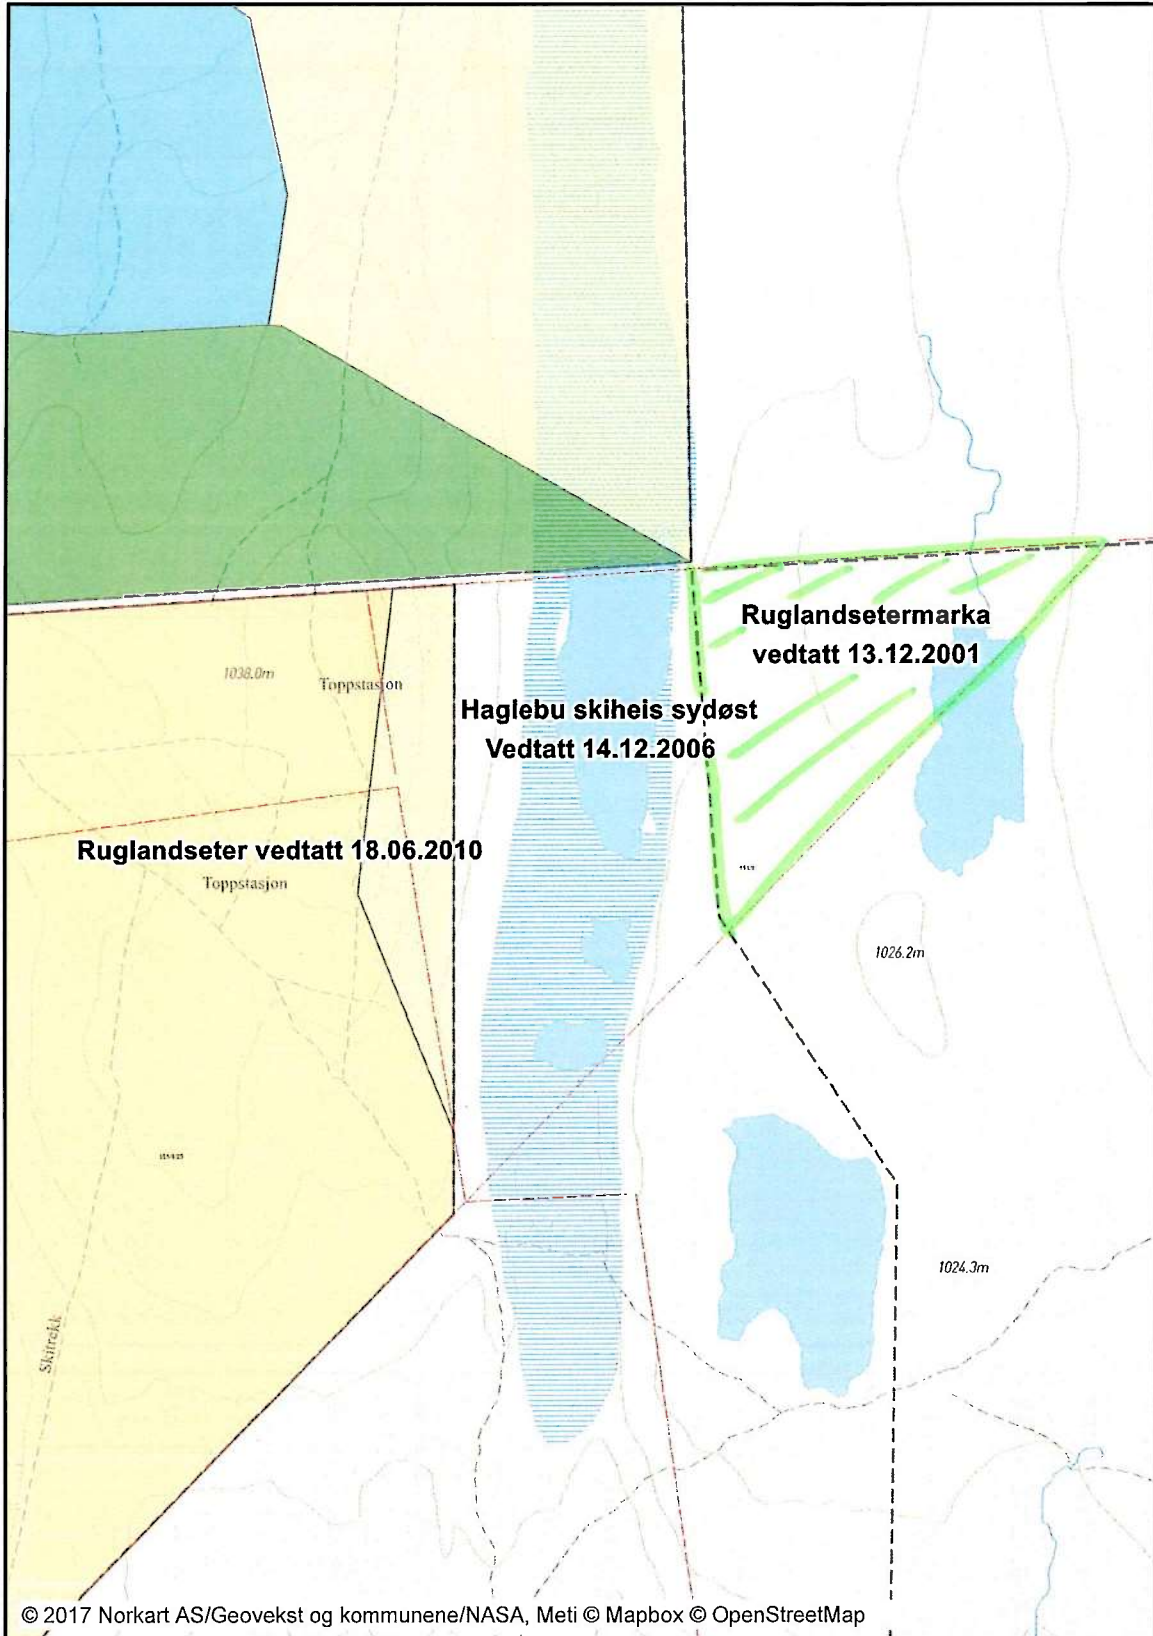 Ruglandsetermarka
vedtatt 13.12.2001
1038.0m
Toppstasjon
Haglebu skiheis sydøst
Vedtatt 14.12.2006
Ruglandseter vedtatt 18.06.2010
Toppstasjon
1026.2m
1024.3m
Skitrekk
© 2017 Norkart AS/Geovekst og kommunene/NASA, Meti © Mapbox © OpenStreetMap